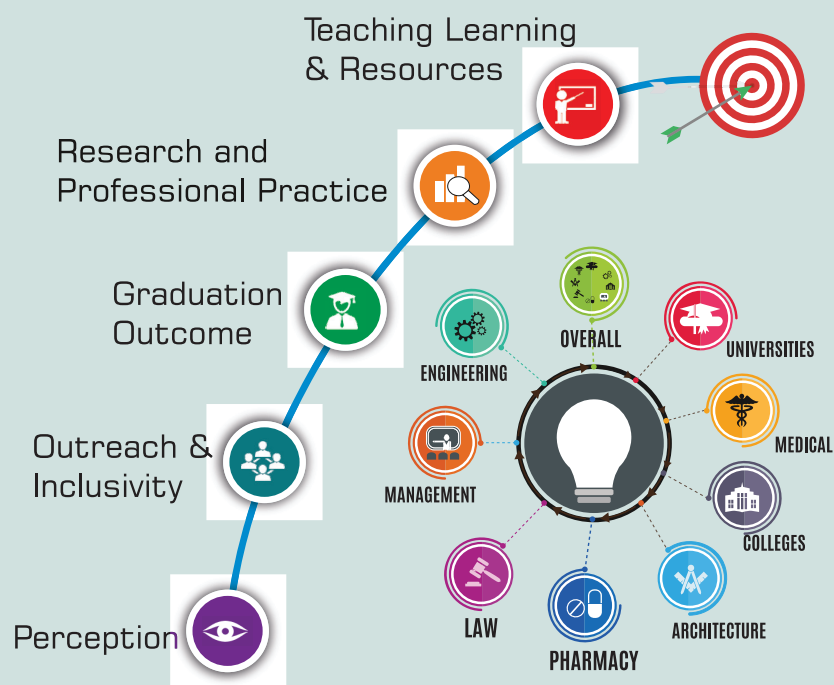 Teaching Learning
& Resources
Research and
Professional Practice
Graduation
Outcome
Outreach &
Inclusivity
Perception
OVERALL
UNIVERSITIES
ENGINEERING
MEDICAL
MANAGEMENT
COLLEGES
LAW
ARCHITECTURE
PHARMACY